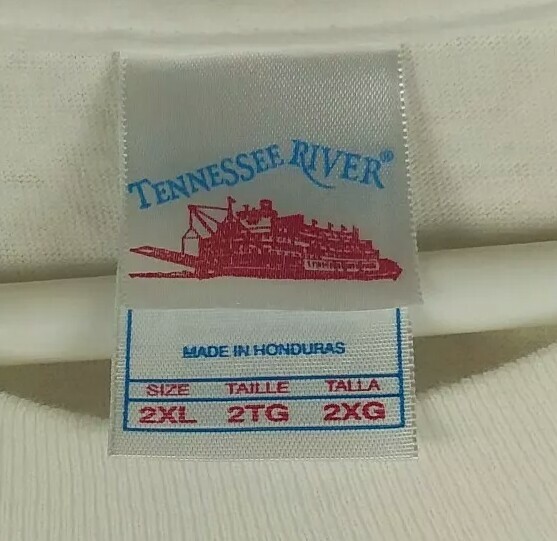 TENNESSEE RIVER®
MADE IN HONDURAS
SIZE TAILLE TALLA
2XL 2TG 2XG